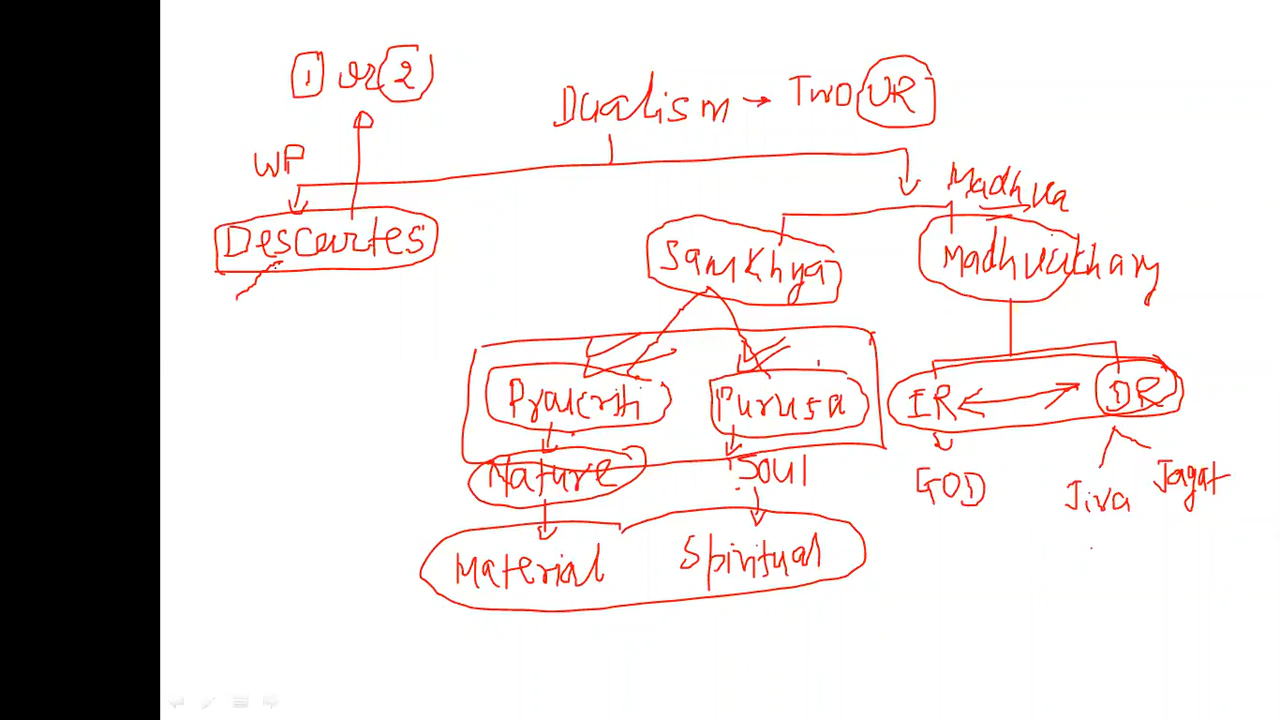 1 or 2
Dualism → Two UR
WP
Descartes
Madhva
Samkhya
Madhvacharya
Prakrti
Purusa
IR
DR
Nature
Soul
GOD
Jiva
Jagat
Material
Spiritual